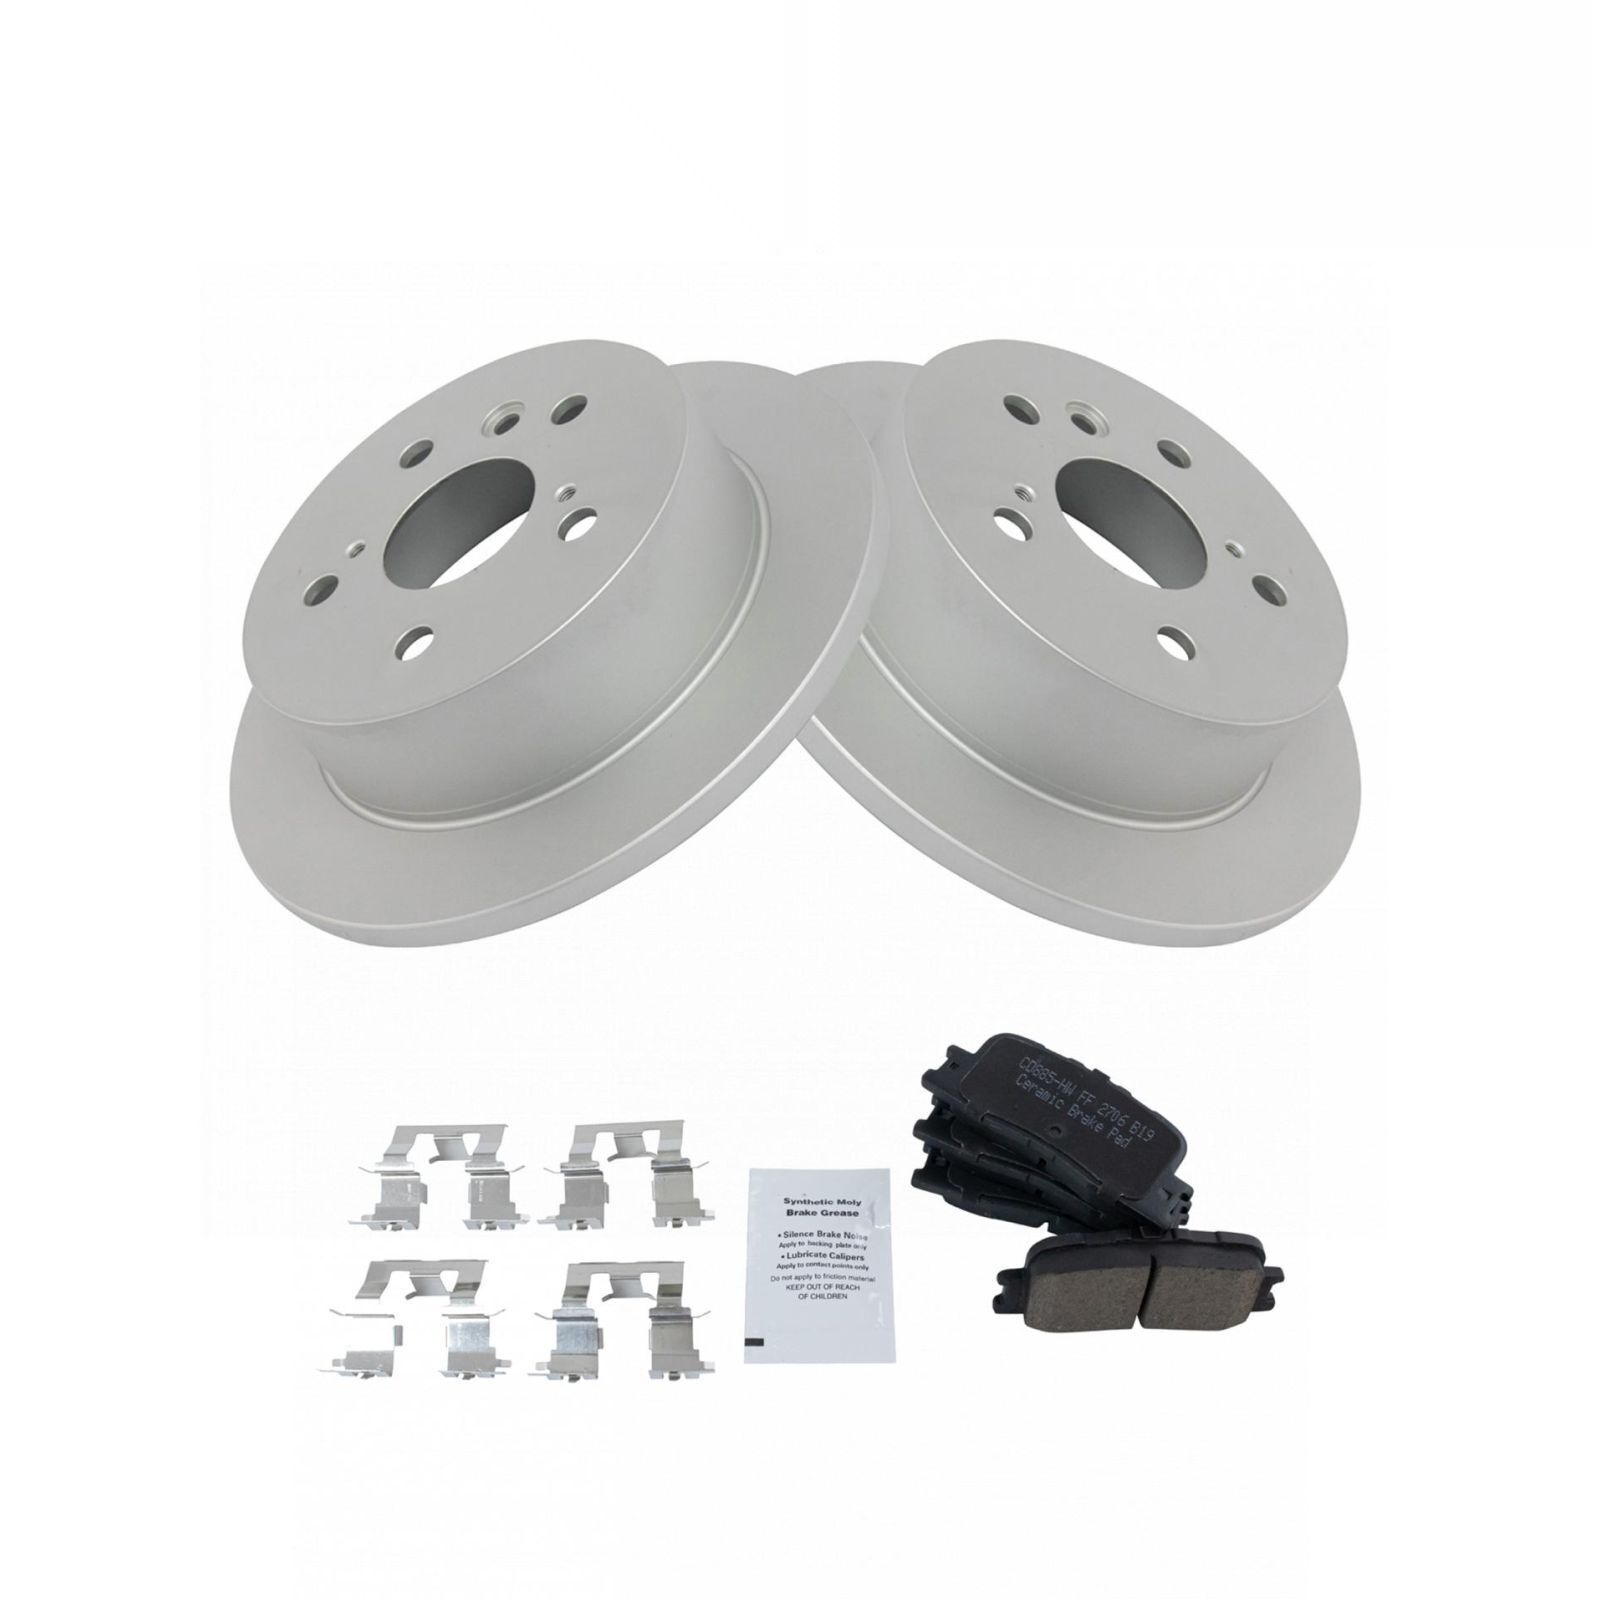 CD885-HW FF 2706 B19
Ceramic Brake Pad
Synthetic Moly
Brake Grease
• Silence Brake Noise
Apply to backing plate only
• Lubricate Calipers
Apply to contact points only
Do not apply to friction material
KEEP OUT OF REACH
OF CHILDREN